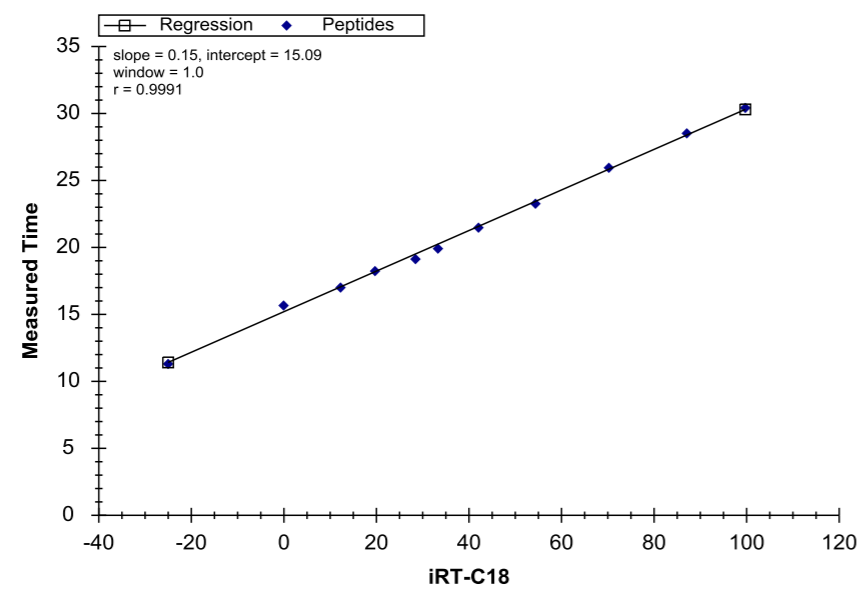 Regression Peptides
slope = 0.15, intercept = 15.09
window = 1.0
r = 0.9991
35
30
25
20
15
10
5
0
Measured Time
-40 -20 0 20 40 60 80 100 120
iRT-C18